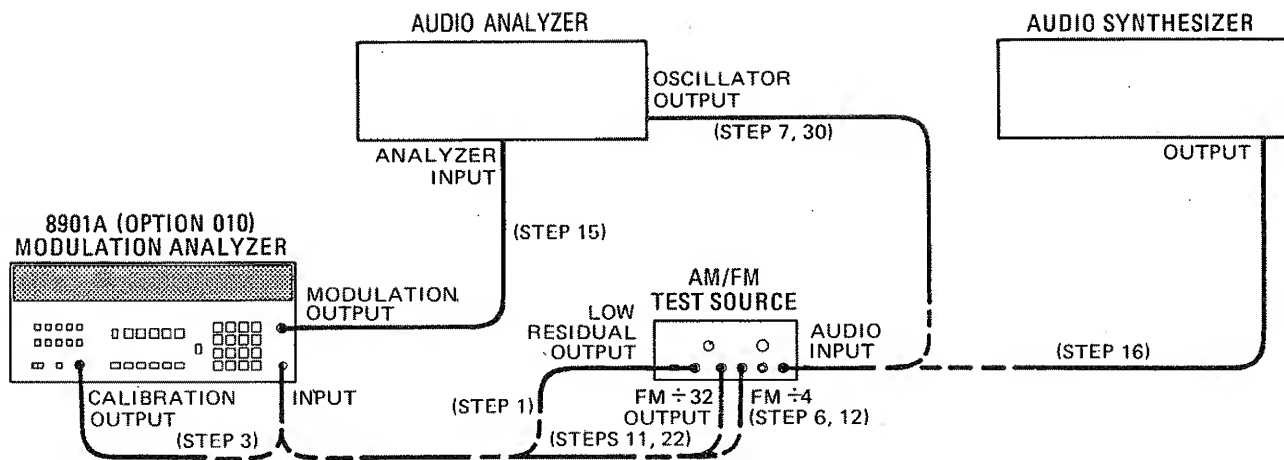 AUDIO ANALYZER
AUDIO SYNTHESIZER
OSCILLATOR
OUTPUT
(STEP 7, 30)
ANALYZER
INPUT
OUTPUT
8901A (OPTION 010)
MODULATION ANALYZER
(STEP 15)
MODULATION
OUTPUT
AM/FM
TEST SOURCE
LOW
RESIDUAL
OUTPUT
AUDIO
INPUT
(STEP 16)
CALIBRATION
OUTPUT
INPUT
(STEP 3)
(STEP 1)
FM ÷32
OUTPUT
FM ÷4
(STEP 6, 12)
(STEPS 11, 22)